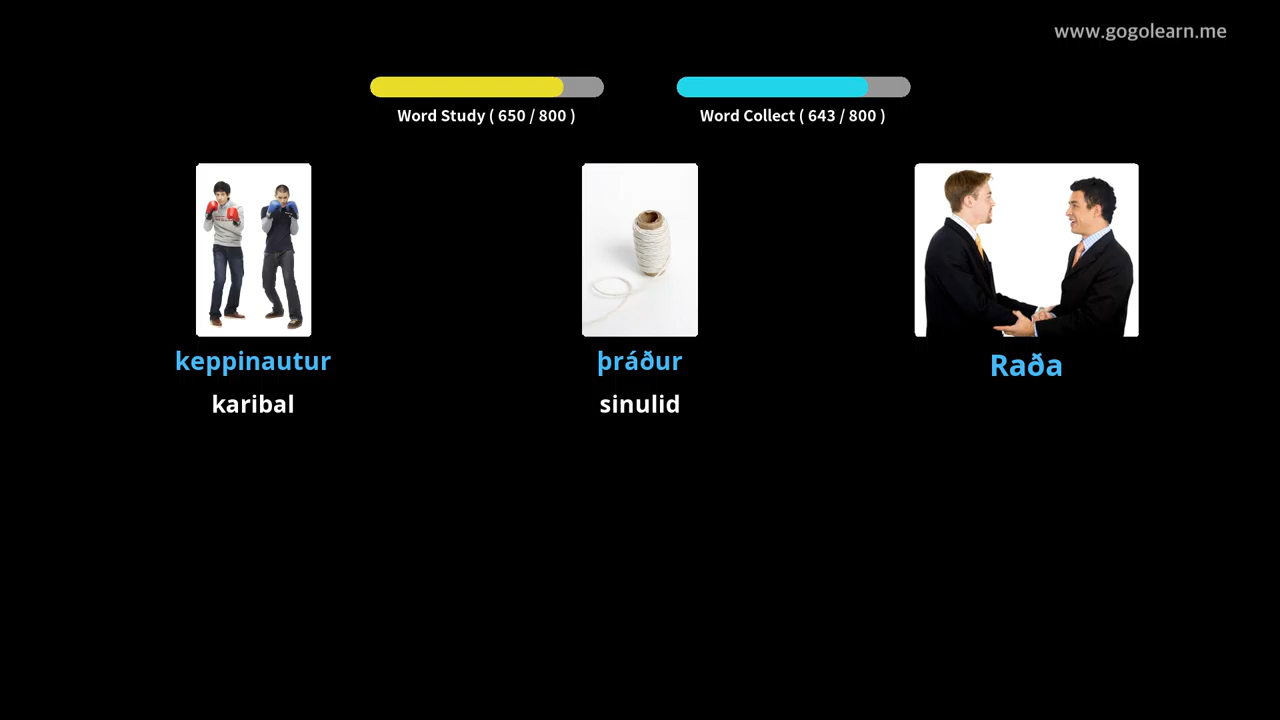 www.gogolearn.me
Word Study ( 650 / 800 )
Word Collect ( 643 / 800 )
keppinautur
karibal
þráður
sinulid
Raða